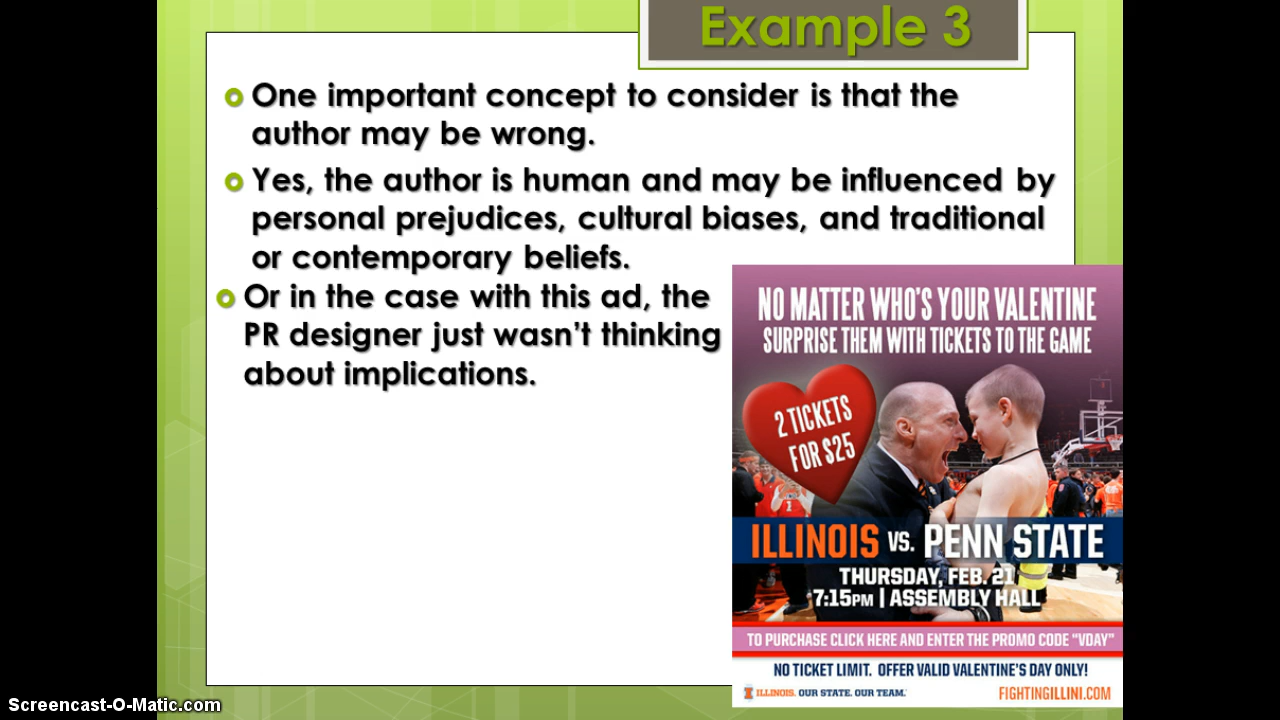 Example 3
One important concept to consider is that the
author may be wrong.
Yes, the author is human and may be influenced by
personal prejudices, cultural biases, and traditional
or contemporary beliefs.
Or in the case with this ad, the
PR designer just wasn't thinking
about implications.
NO MATTER WHO'S YOUR VALENTINE
SURPRISE THEM WITH TICKETS TO THE GAME
2 TICKETS
FOR $25
ILLINOIS VS. PENN STATE
THURSDAY, FEB. 21
7:15PM | ASSEMBLY HALL
TO PURCHASE CLICK HERE AND ENTER THE PROMO CODE "VDAY"
NO TICKET LIMIT. OFFER VALID VALENTINE'S DAY ONLY!
I ILLINOIS. OUR STATE. OUR TEAM.
FIGHTINGILLINI.COM
Screencast-O-Matic.com